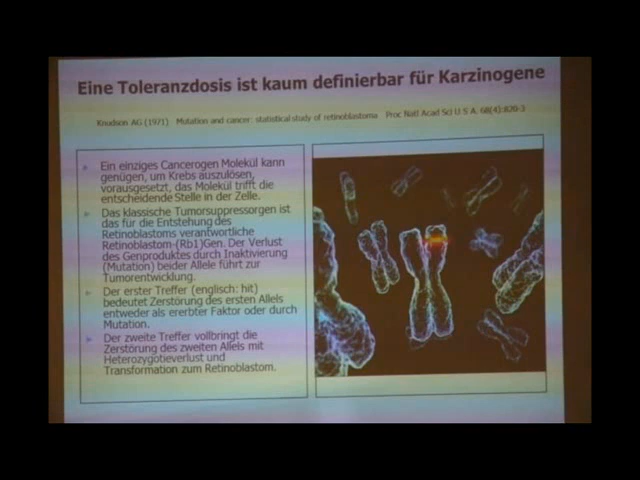 Eine Toleranzdosis ist kaum definierbar für Karzinogene
Knudson AG (1971) Mutation and cancer: statistical study of retinoblastoma Proc Natl Acad Sci U S A, 68(4):820-3
Ein einziges Cancerogen Molekül kann
genügen, um Krebs auszulösen,
vorausgesetzt, das Molekül trifft die
entscheidende Stelle in der Zelle.
Das klassische Tumorsuppressorgen ist
das für die Entstehung des
Retinoblastoms verantwortliche
Retinoblastom-(Rb1)Gen. Der Verlust
des Genproduktes durch Inaktivierung
(Mutation) beider Allele führt zur
Tumorentwicklung.
Der erster Treffer (englisch: hit)
bedeutet Zerstörung des ersten Allels
entweder als ererbter Faktor oder durch
Mutation.
Der zweite Treffer vollbringt die
Zerstörung des zweiten Allels mit
Heterozygotieverlust und
Transformation zum Retinoblastom.